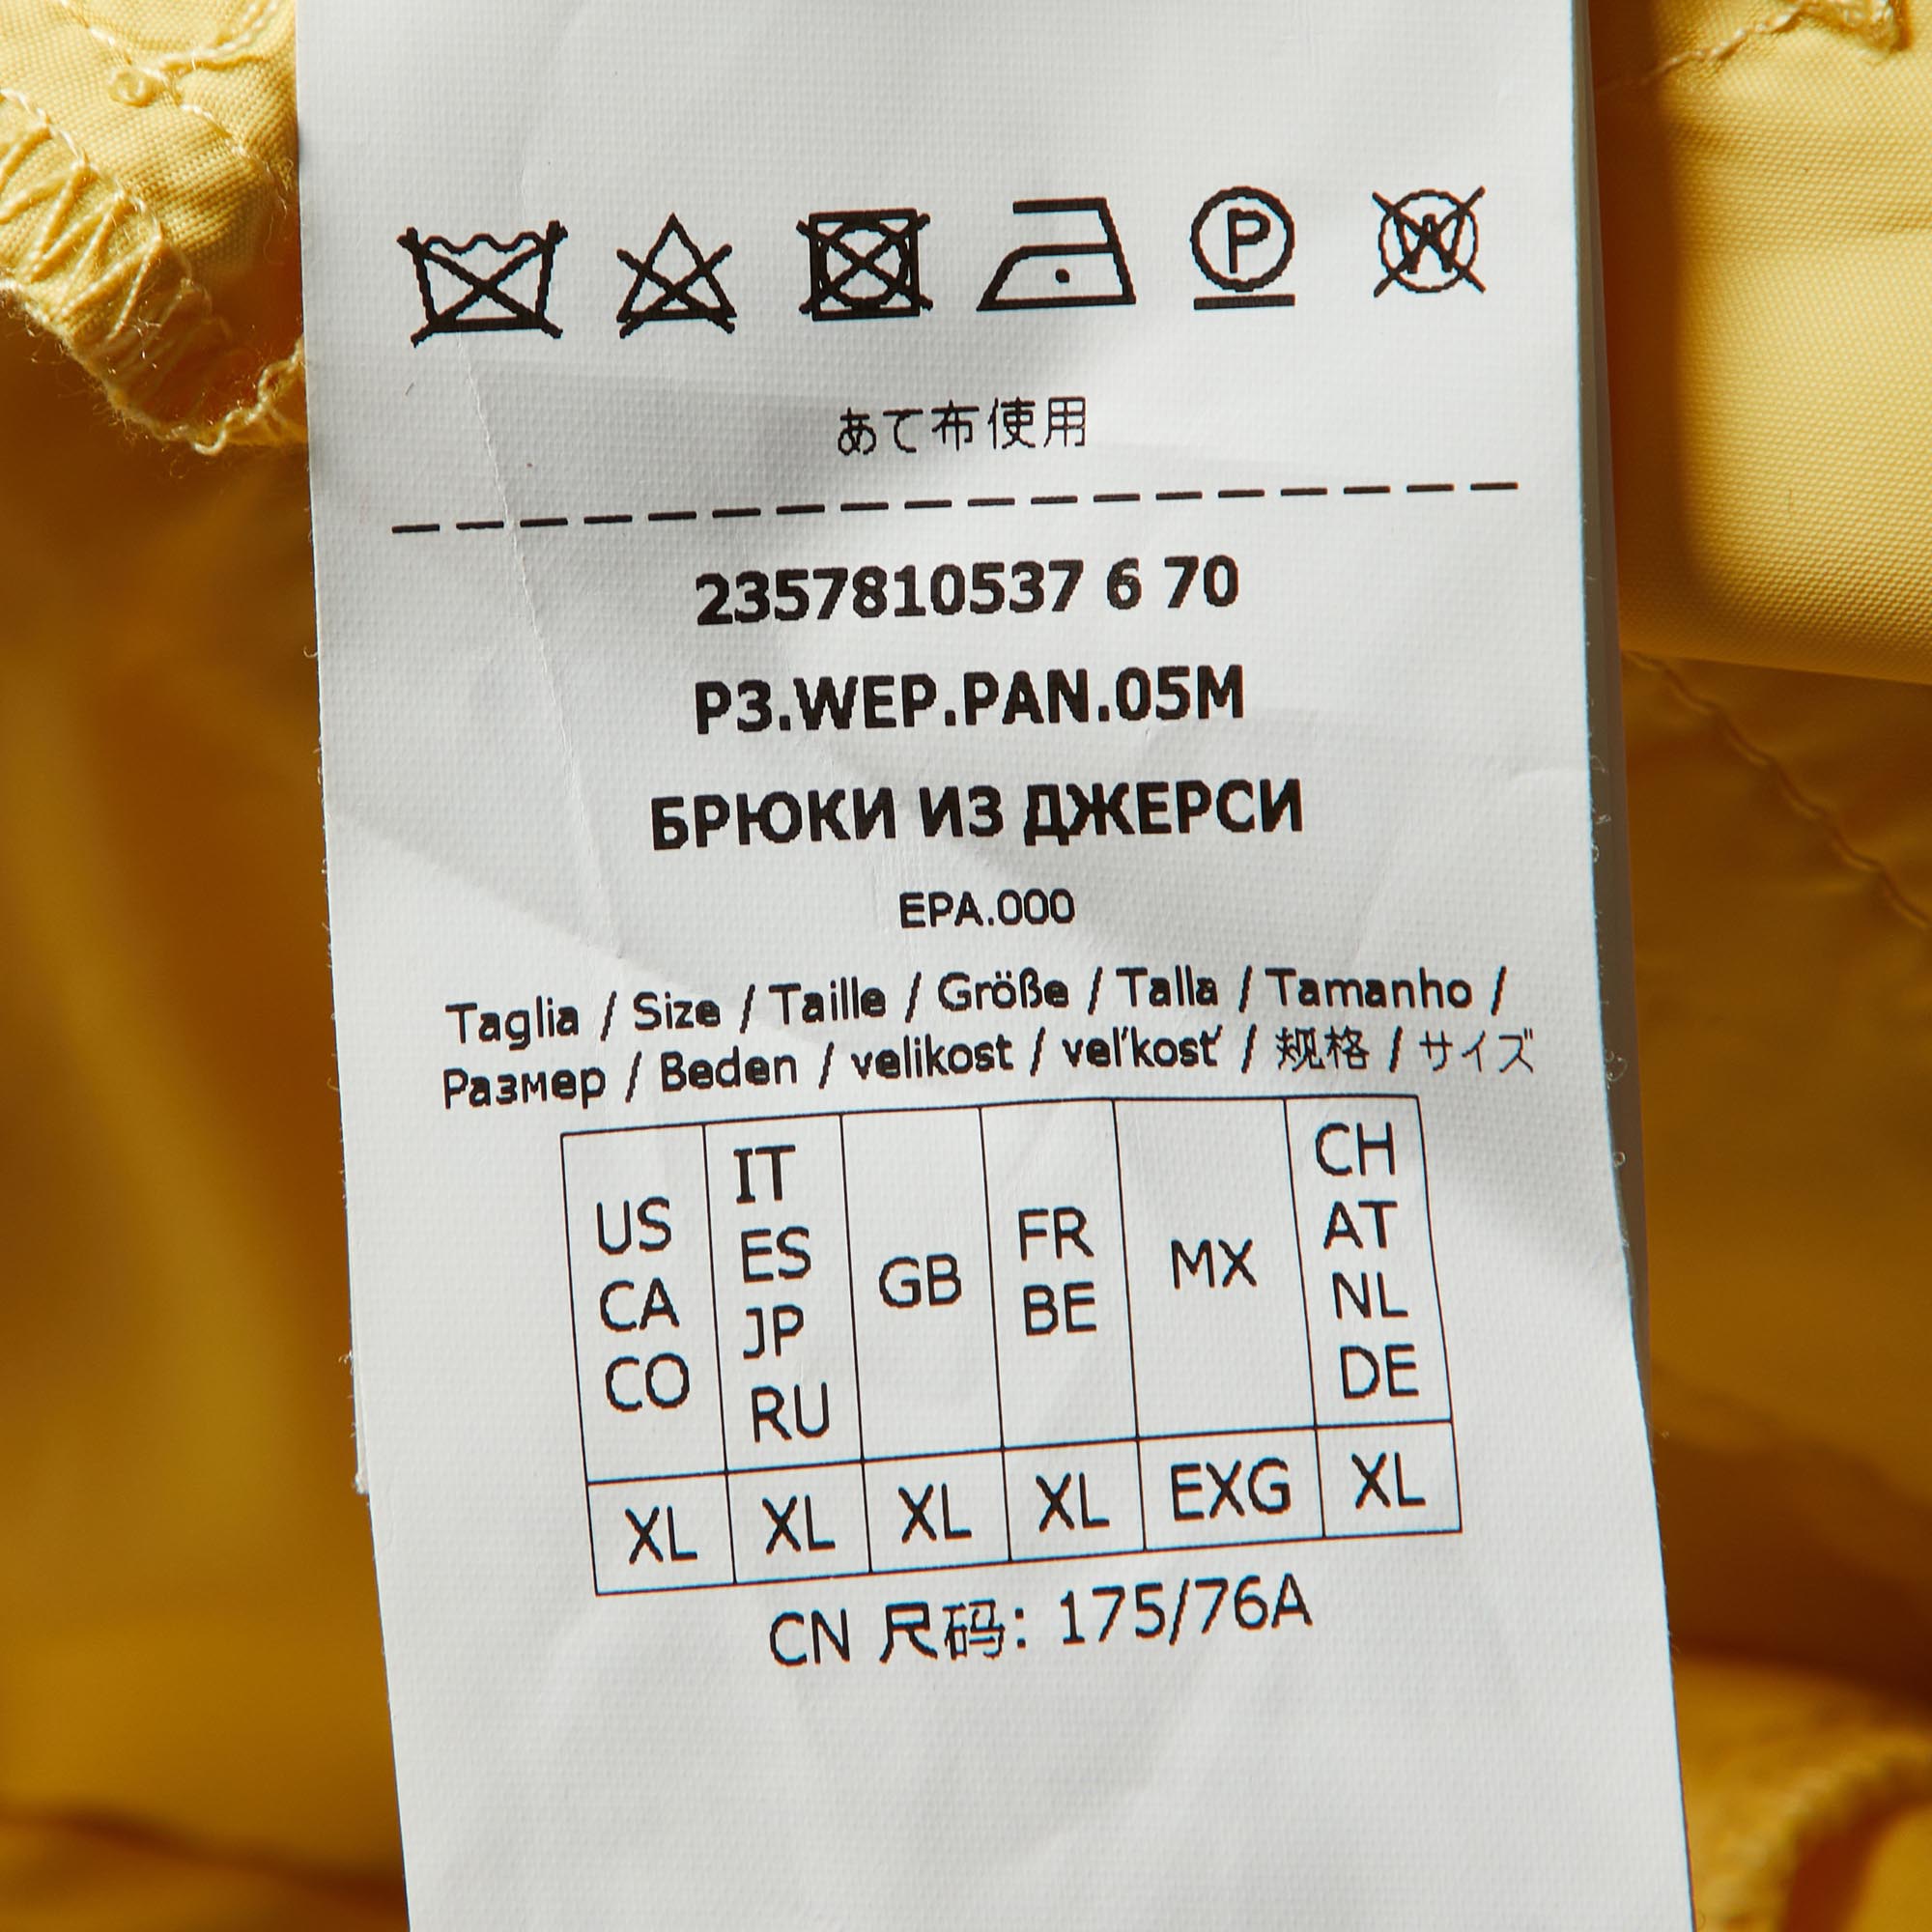 P W
あて布使用
2357810537 6 70
P3.WEP.PAN.05M
БРЮКИ ИЗ ДЖЕРСИ
EPA.000
Taglia / Size / Taille / Größe / Talla / Tamanho /
Размер / Beden / velikost / veľkosť / 规格 / サイズ
US CA CO
IT ES JP RU
GB
FR BE
MX
CH AT NL DE
XL XL XL XL EXG XL
CN 尺码: 175/76A